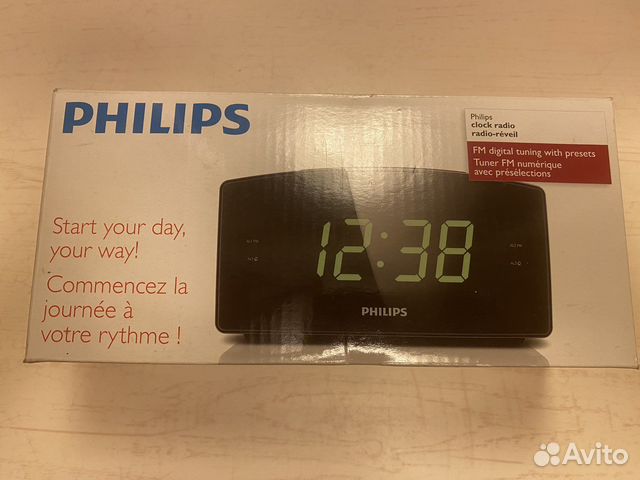 PHILIPS
Philips
clock radio
radio-réveil
FM digital tuning with presets
Tuner FM numérique
avec présélections
Start your day,
your way!
Commencez la
journée à
votre rythme !
12:38
PHILIPS
Avito